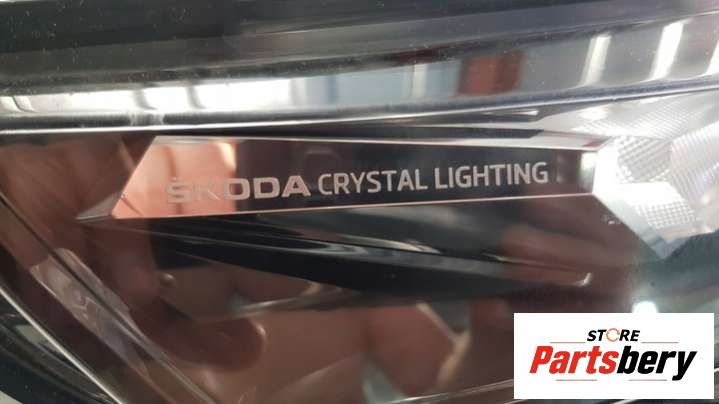 ŠKODA CRYSTAL LIGHTING
STORE
Partsbery